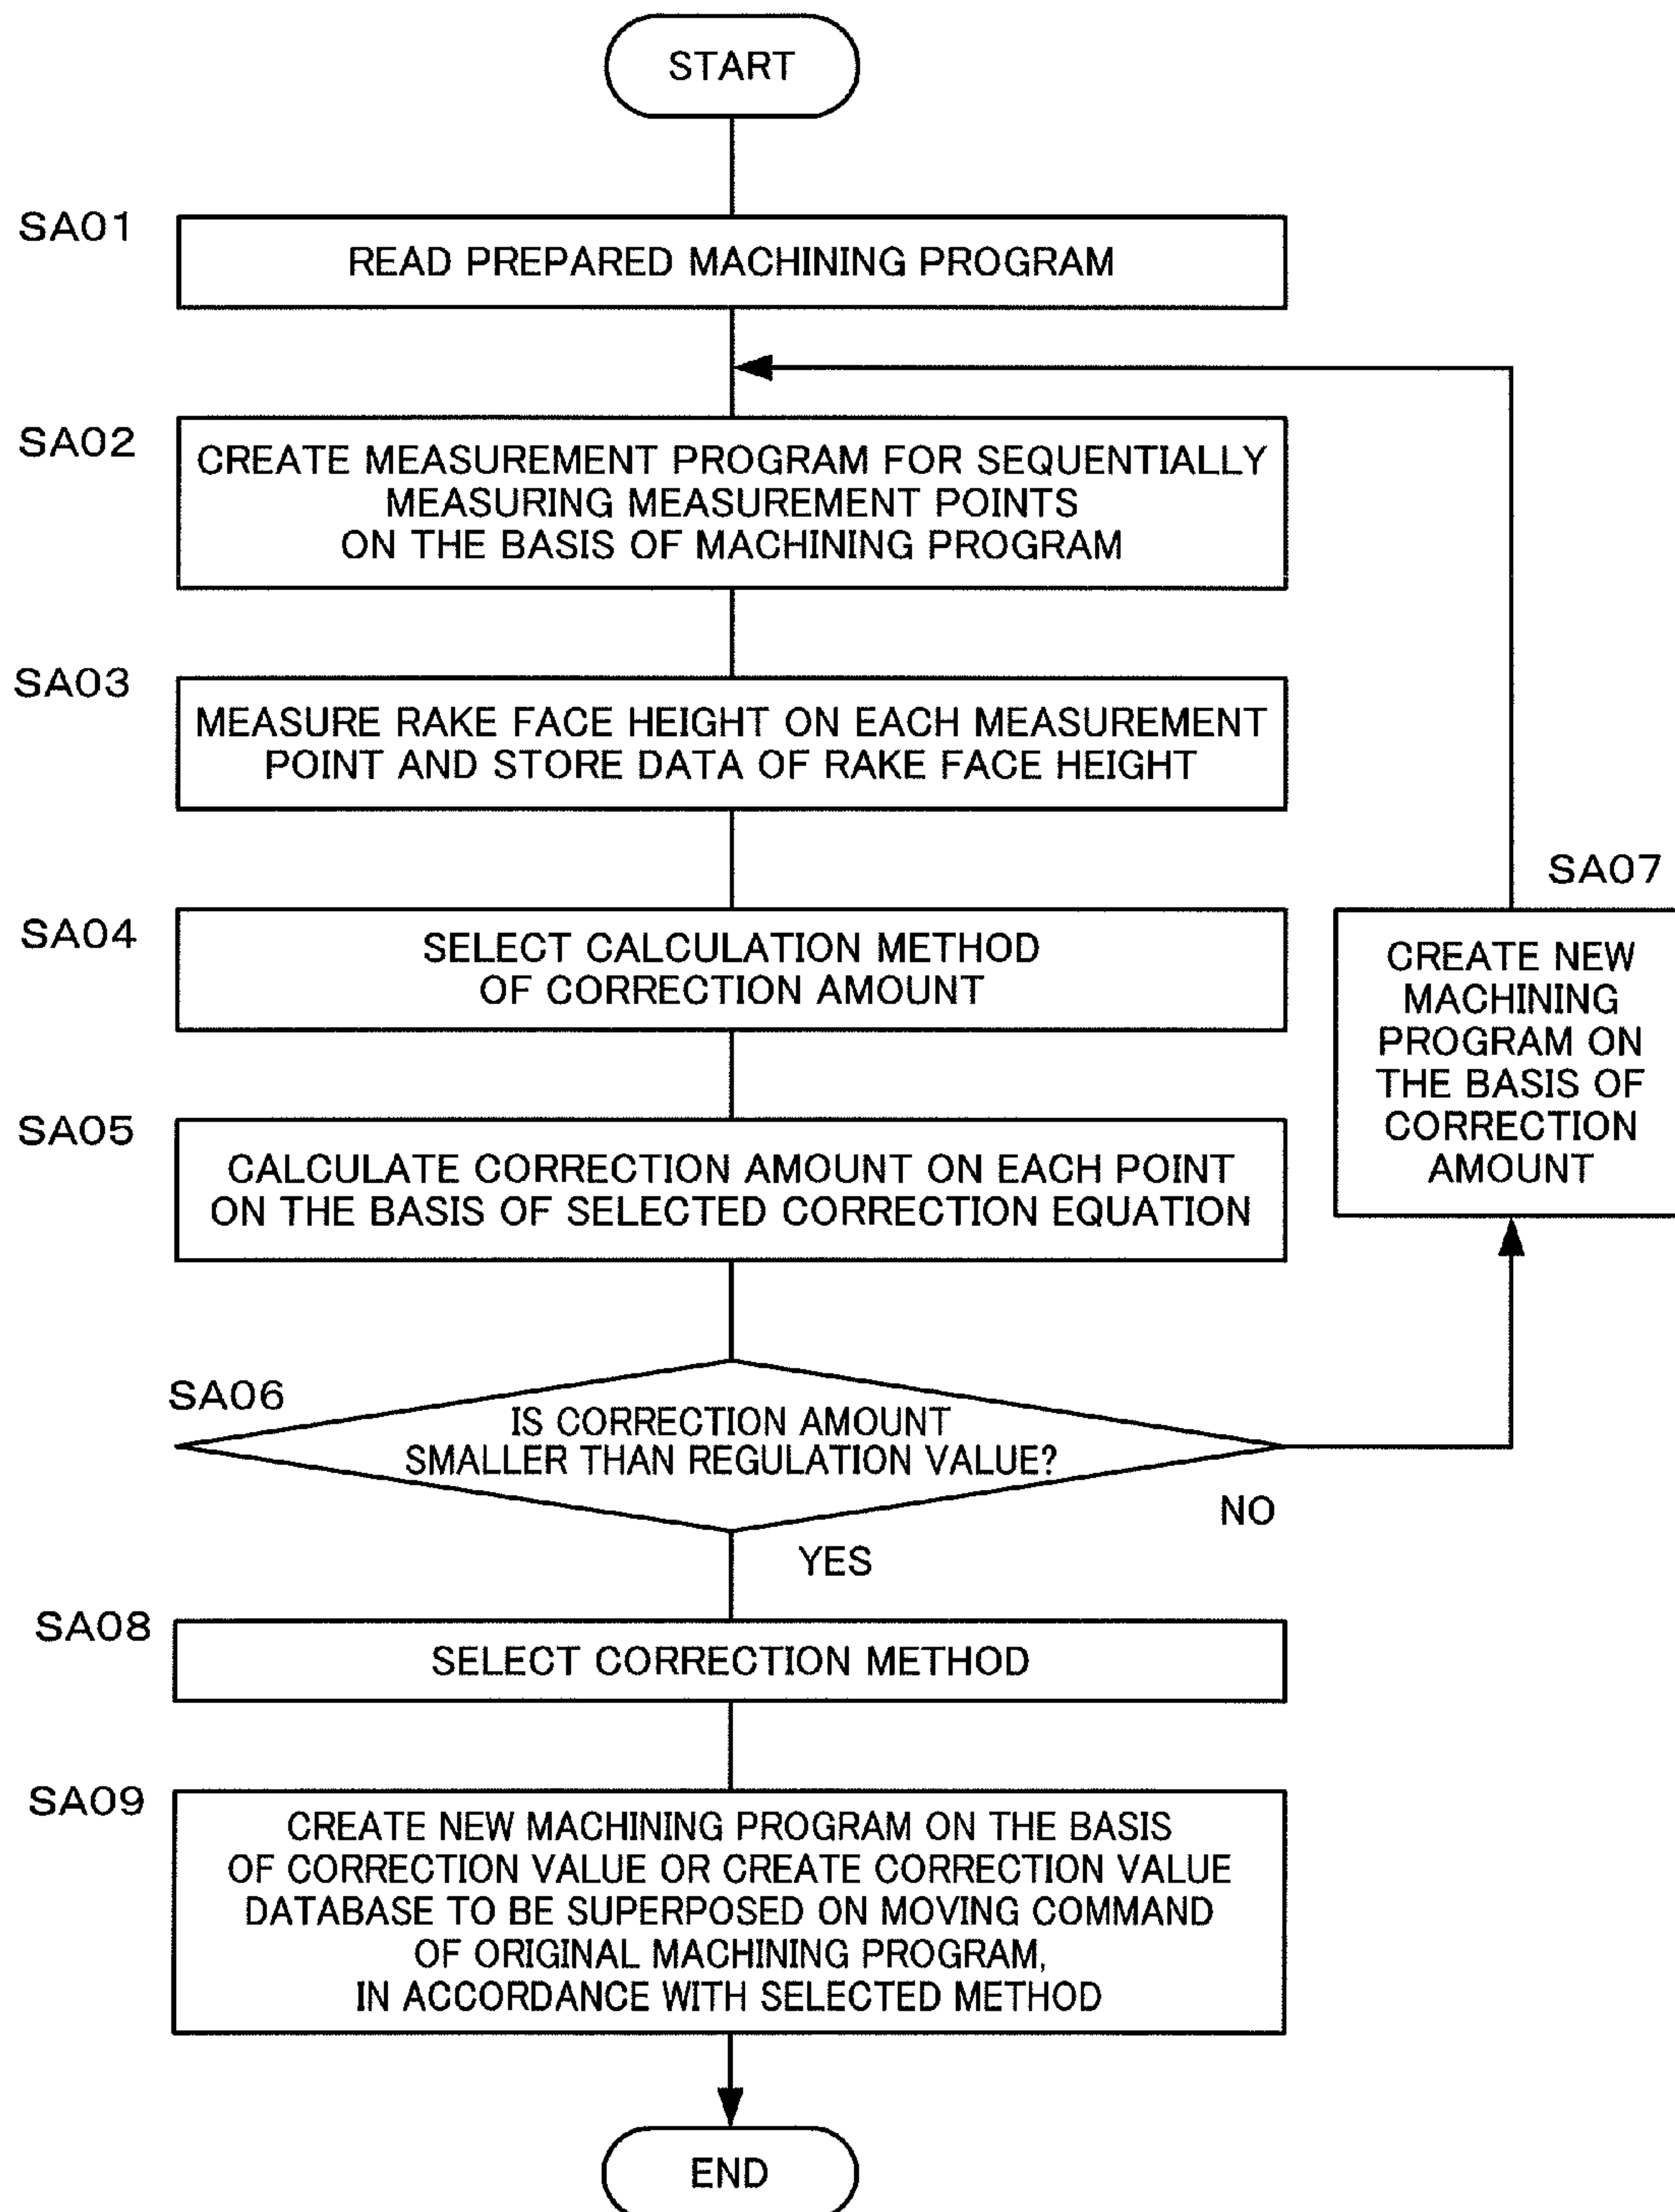 START
SA01
READ PREPARED MACHINING PROGRAM
SA02
CREATE MEASUREMENT PROGRAM FOR SEQUENTIALLY
MEASURING MEASUREMENT POINTS
ON THE BASIS OF MACHINING PROGRAM
SA03
MEASURE RAKE FACE HEIGHT ON EACH MEASUREMENT
POINT AND STORE DATA OF RAKE FACE HEIGHT
SA04
SELECT CALCULATION METHOD
OF CORRECTION AMOUNT
SA05
CALCULATE CORRECTION AMOUNT ON EACH POINT
ON THE BASIS OF SELECTED CORRECTION EQUATION
SA06
IS CORRECTION AMOUNT
SMALLER THAN REGULATION VALUE?
NO
YES
SA07
CREATE NEW
MACHINING
PROGRAM ON
THE BASIS OF
CORRECTION
AMOUNT
SA08
SELECT CORRECTION METHOD
SA09
CREATE NEW MACHINING PROGRAM ON THE BASIS
OF CORRECTION VALUE OR CREATE CORRECTION VALUE
DATABASE TO BE SUPERPOSED ON MOVING COMMAND
OF ORIGINAL MACHINING PROGRAM,
IN ACCORDANCE WITH SELECTED METHOD
END